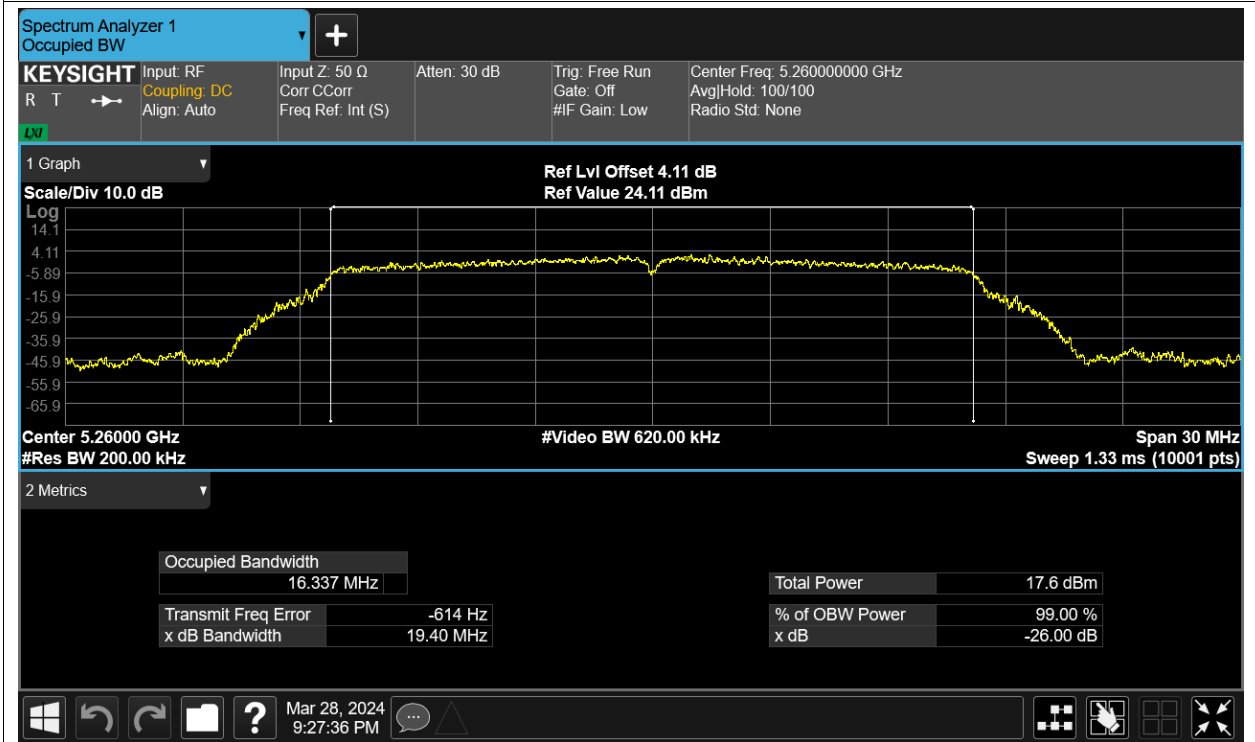 Spectrum Analyzer 1
Occupied BW
+
KEYSIGHT Input: RF Input Z: 50 Ω Atten: 30 dB Trig: Free Run Center Freq: 5.260000000 GHz
R T Coupling: DC Corr CCorr Gate: Off Avg|Hold: 100/100
Align: Auto Freq Ref: Int (S) #IF Gain: Low Radio Std: None
LXI
1 Graph
Ref Lvl Offset 4.11 dB
Scale/Div 10.0 dB Ref Value 24.11 dBm
Log
14.1
4.11
-5.89
-15.9
-25.9
-35.9
-45.9
-55.9
-65.9
Center 5.26000 GHz #Video BW 620.00 kHz Span 30 MHz
#Res BW 200.00 kHz Sweep 1.33 ms (10001 pts)
2 Metrics
Occupied Bandwidth
16.337 MHz Total Power 17.6 dBm
Transmit Freq Error -614 Hz % of OBW Power 99.00 %
x dB Bandwidth 19.40 MHz x dB -26.00 dB
? Mar 28, 2024
9:27:36 PM